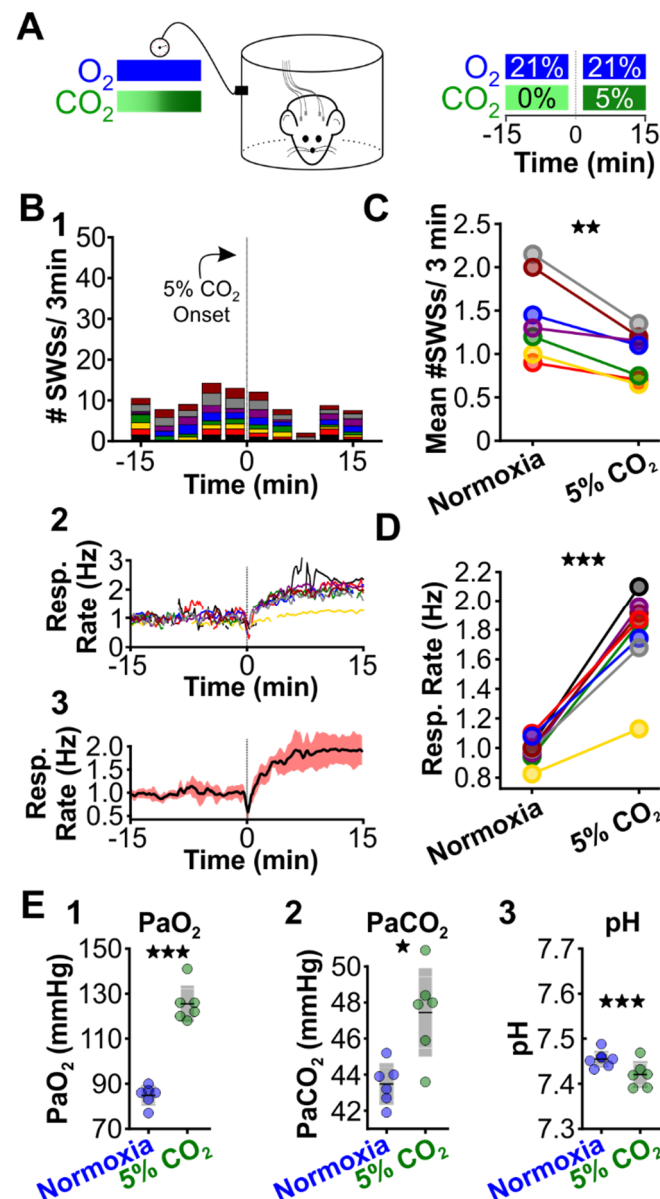 A
O₂
CO₂
O₂ 21% 21%
CO₂ 0% 5%
-15 0 15
Time (min)
B 1
# SWSs/ 3min
50
40
30
20
10
0
5% CO₂
Onset
-15 0 15
Time (min)
2
Resp.
Rate (Hz)
3
2
1
0
-15 0 15
Time (min)
3
Resp.
Rate (Hz)
2.0
1.5
1.0
0.5
-15 0 15
Time (min)
C
Mean #SWSs/ 3 min
2.5
2.0
1.5
1.0
0.5
0
★★
Normoxia
5% CO₂
D
Resp. Rate (Hz)
2.2
2.0
1.8
1.6
1.4
1.2
1.0
0.8
★★★
Normoxia
5% CO₂
E 1
PaO₂
PaO₂ (mmHg)
150
130
110
90
70
★★★
Normoxia
5% CO₂
2
PaCO₂
PaCO₂ (mmHg)
50
48
46
44
42
★
Normoxia
5% CO₂
3
pH
pH
7.7
7.6
7.5
7.4
7.3
★★★
Normoxia
5% CO₂